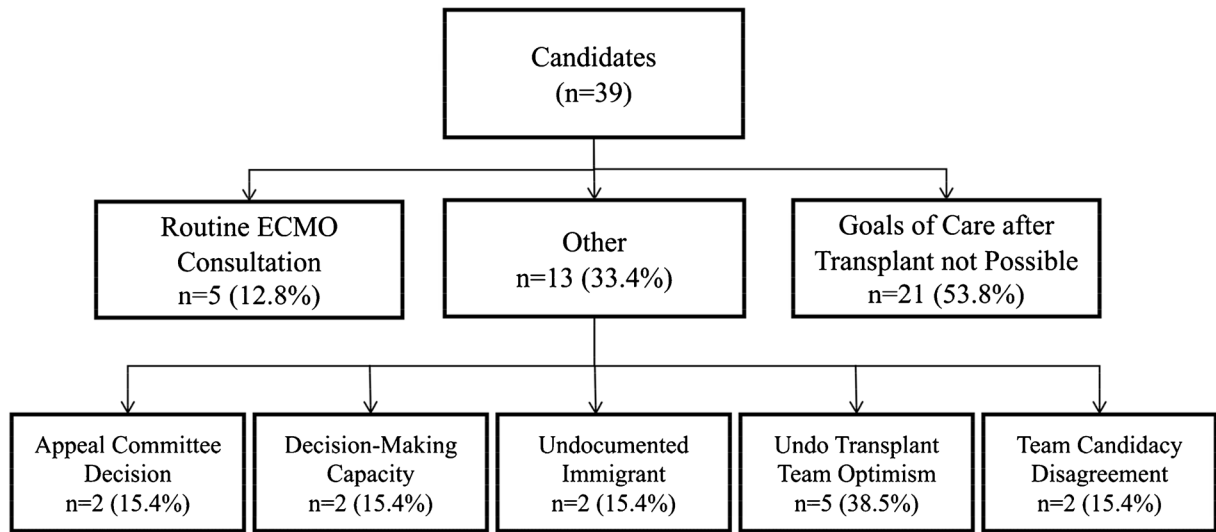 Candidates
(n=39)
Routine ECMO
Consultation
n=5 (12.8%)
Other
n=13 (33.4%)
Goals of Care after
Transplant not Possible
n=21 (53.8%)
Appeal Committee
Decision
n=2 (15.4%)
Decision-Making
Capacity
n=2 (15.4%)
Undocumented
Immigrant
n=2 (15.4%)
Undo Transplant
Team Optimism
n=5 (38.5%)
Team Candidacy
Disagreement
n=2 (15.4%)